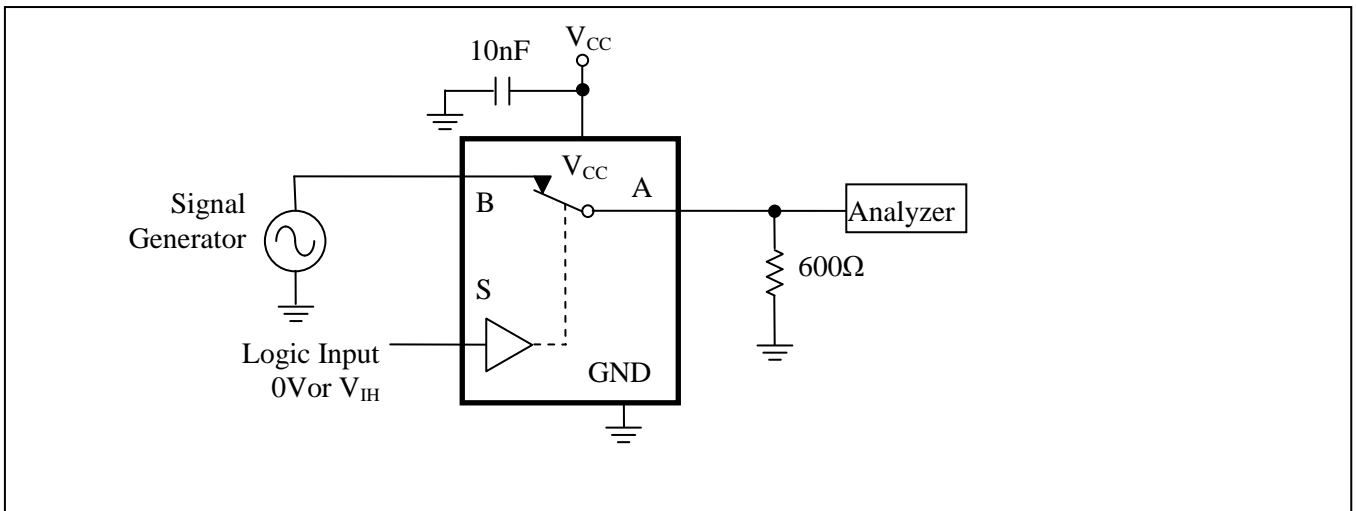 V_CC
10nF
V_CC
A
B
Signal
Generator
Analyzer
600Ω
S
Logic Input
0Vor V_IH
GND